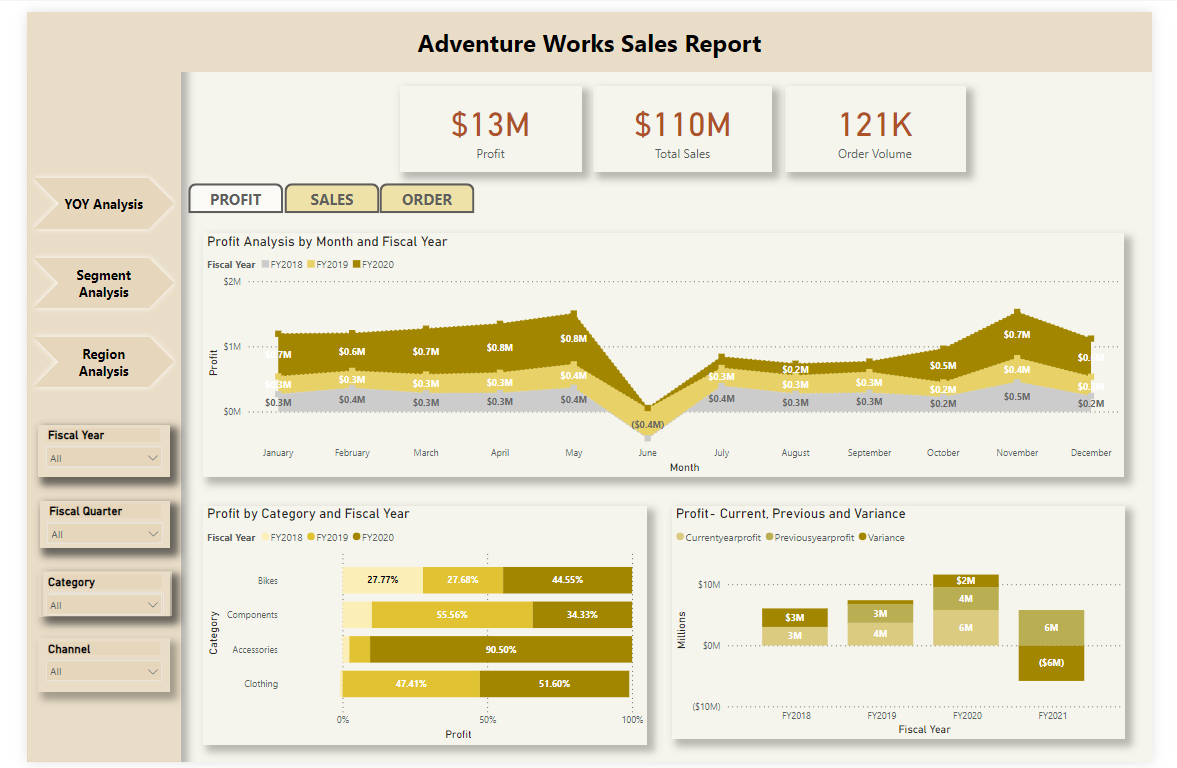 Adventure Works Sales Report
$13M
Profit
$110M
Total Sales
121K
Order Volume
YOY Analysis
Segment
Analysis
Region
Analysis
Fiscal Year
All
Fiscal Quarter
All
Category
All
Channel
All
PROFIT SALES ORDER
Profit Analysis by Month and Fiscal Year
Fiscal Year FY2018 FY2019 FY2020
$2M
$1M
$0M
Profit
$0.6M $0.7M $0.8M $0.8M $0.2M $0.5M $0.7M
$0.3M $0.3M $0.3M $0.4M $0.3M $0.3M $0.3M $0.2M $0.4M
$0.3M $0.4M $0.3M $0.3M $0.4M ($0.4M) $0.4M $0.3M $0.3M $0.2M $0.5M $0.2M
January February March April May June July August September October November December
Month
Profit by Category and Fiscal Year
Fiscal Year FY2018 FY2019 FY2020
Category
Bikes 27.77% 27.68% 44.55%
Components 55.56% 34.33%
Accessories 90.50%
Clothing 47.41% 51.60%
0% 50% 100%
Profit
Profit- Current, Previous and Variance
Currentyearprofit Previousyearprofit Variance
Millions
$10M
$0M
($10M)
$3M
3M
3M
4M
$2M
4M
6M
6M
($6M)
FY2018 FY2019 FY2020 FY2021
Fiscal Year